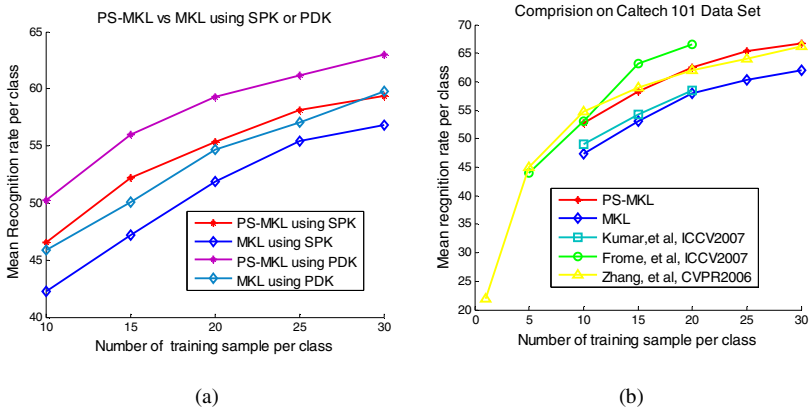 PS-MKL vs MKL using SPK or PDK
Mean Recognition rate per class
65
60
55
50
45
40
10
15
20
25
30
PS-MKL using SPK
MKL using SPK
PS-MKL using PDK
MKL using PDK
Number of training sample per class
(a)
Comprision on Caltech 101 Data Set
Mean recgnition rate per class
70
65
60
55
50
45
40
35
30
25
20
0
5
10
15
20
25
30
PS-MKL
MKL
Kumar,et al, ICCV2007
Frome, et al, ICCV2007
Zhang, et al, CVPR2006
Number of training sample per class
(b)